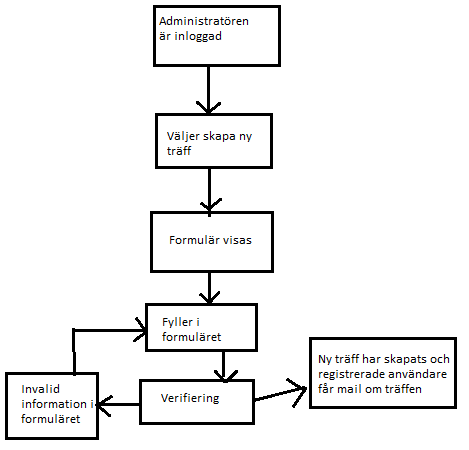 Administratören
är inloggad
Väljer skapa ny
träff
Formulär visas
Fyller i
formuläret
Verifiering
Invalid
information i
formuläret
Ny träff har skapats och
registrerade användare
får mail om träffen